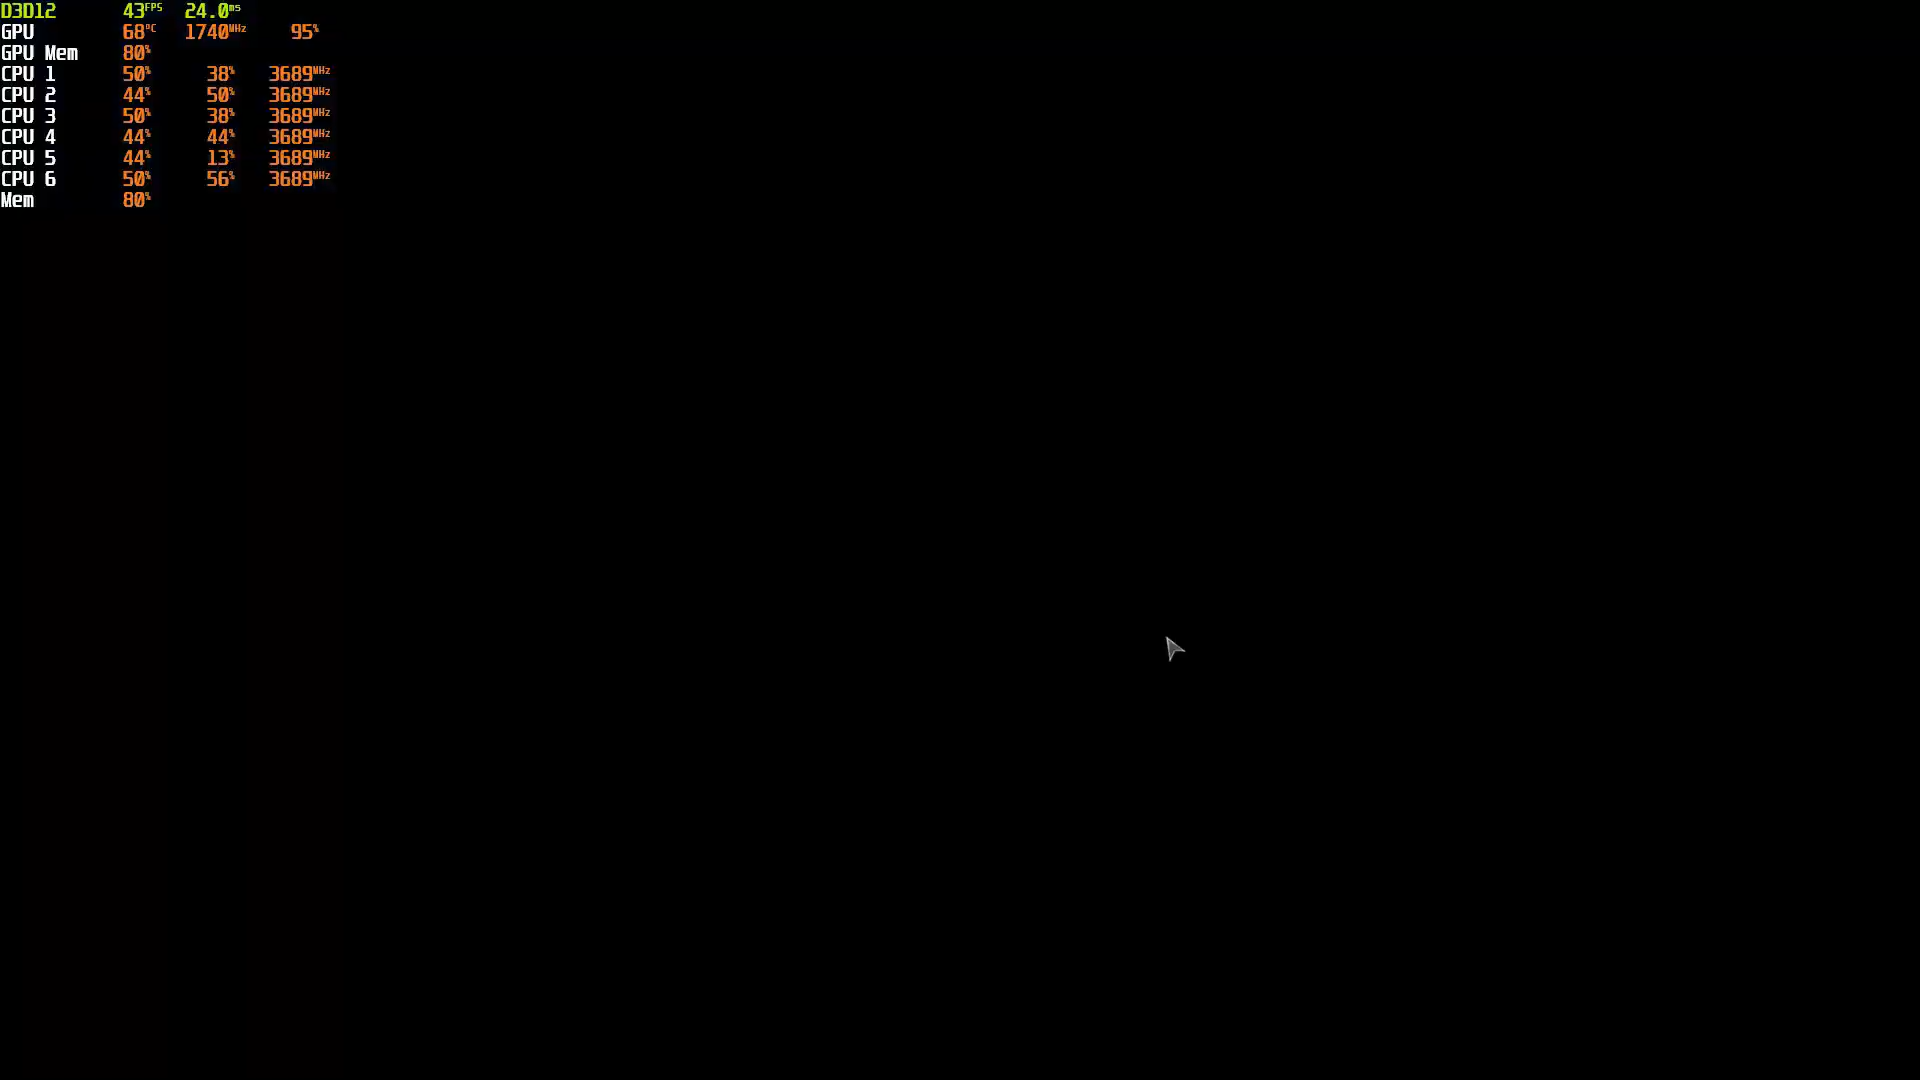 D3D12 43FPS 24.0ms
GPU 68°C 1740MHz 95%
GPU Mem 80%
CPU 1 50% 38% 3689MHz
CPU 2 44% 50% 3689MHz
CPU 3 50% 38% 3689MHz
CPU 4 44% 44% 3689MHz
CPU 5 44% 13% 3689MHz
CPU 6 50% 56% 3689MHz
Mem 80%